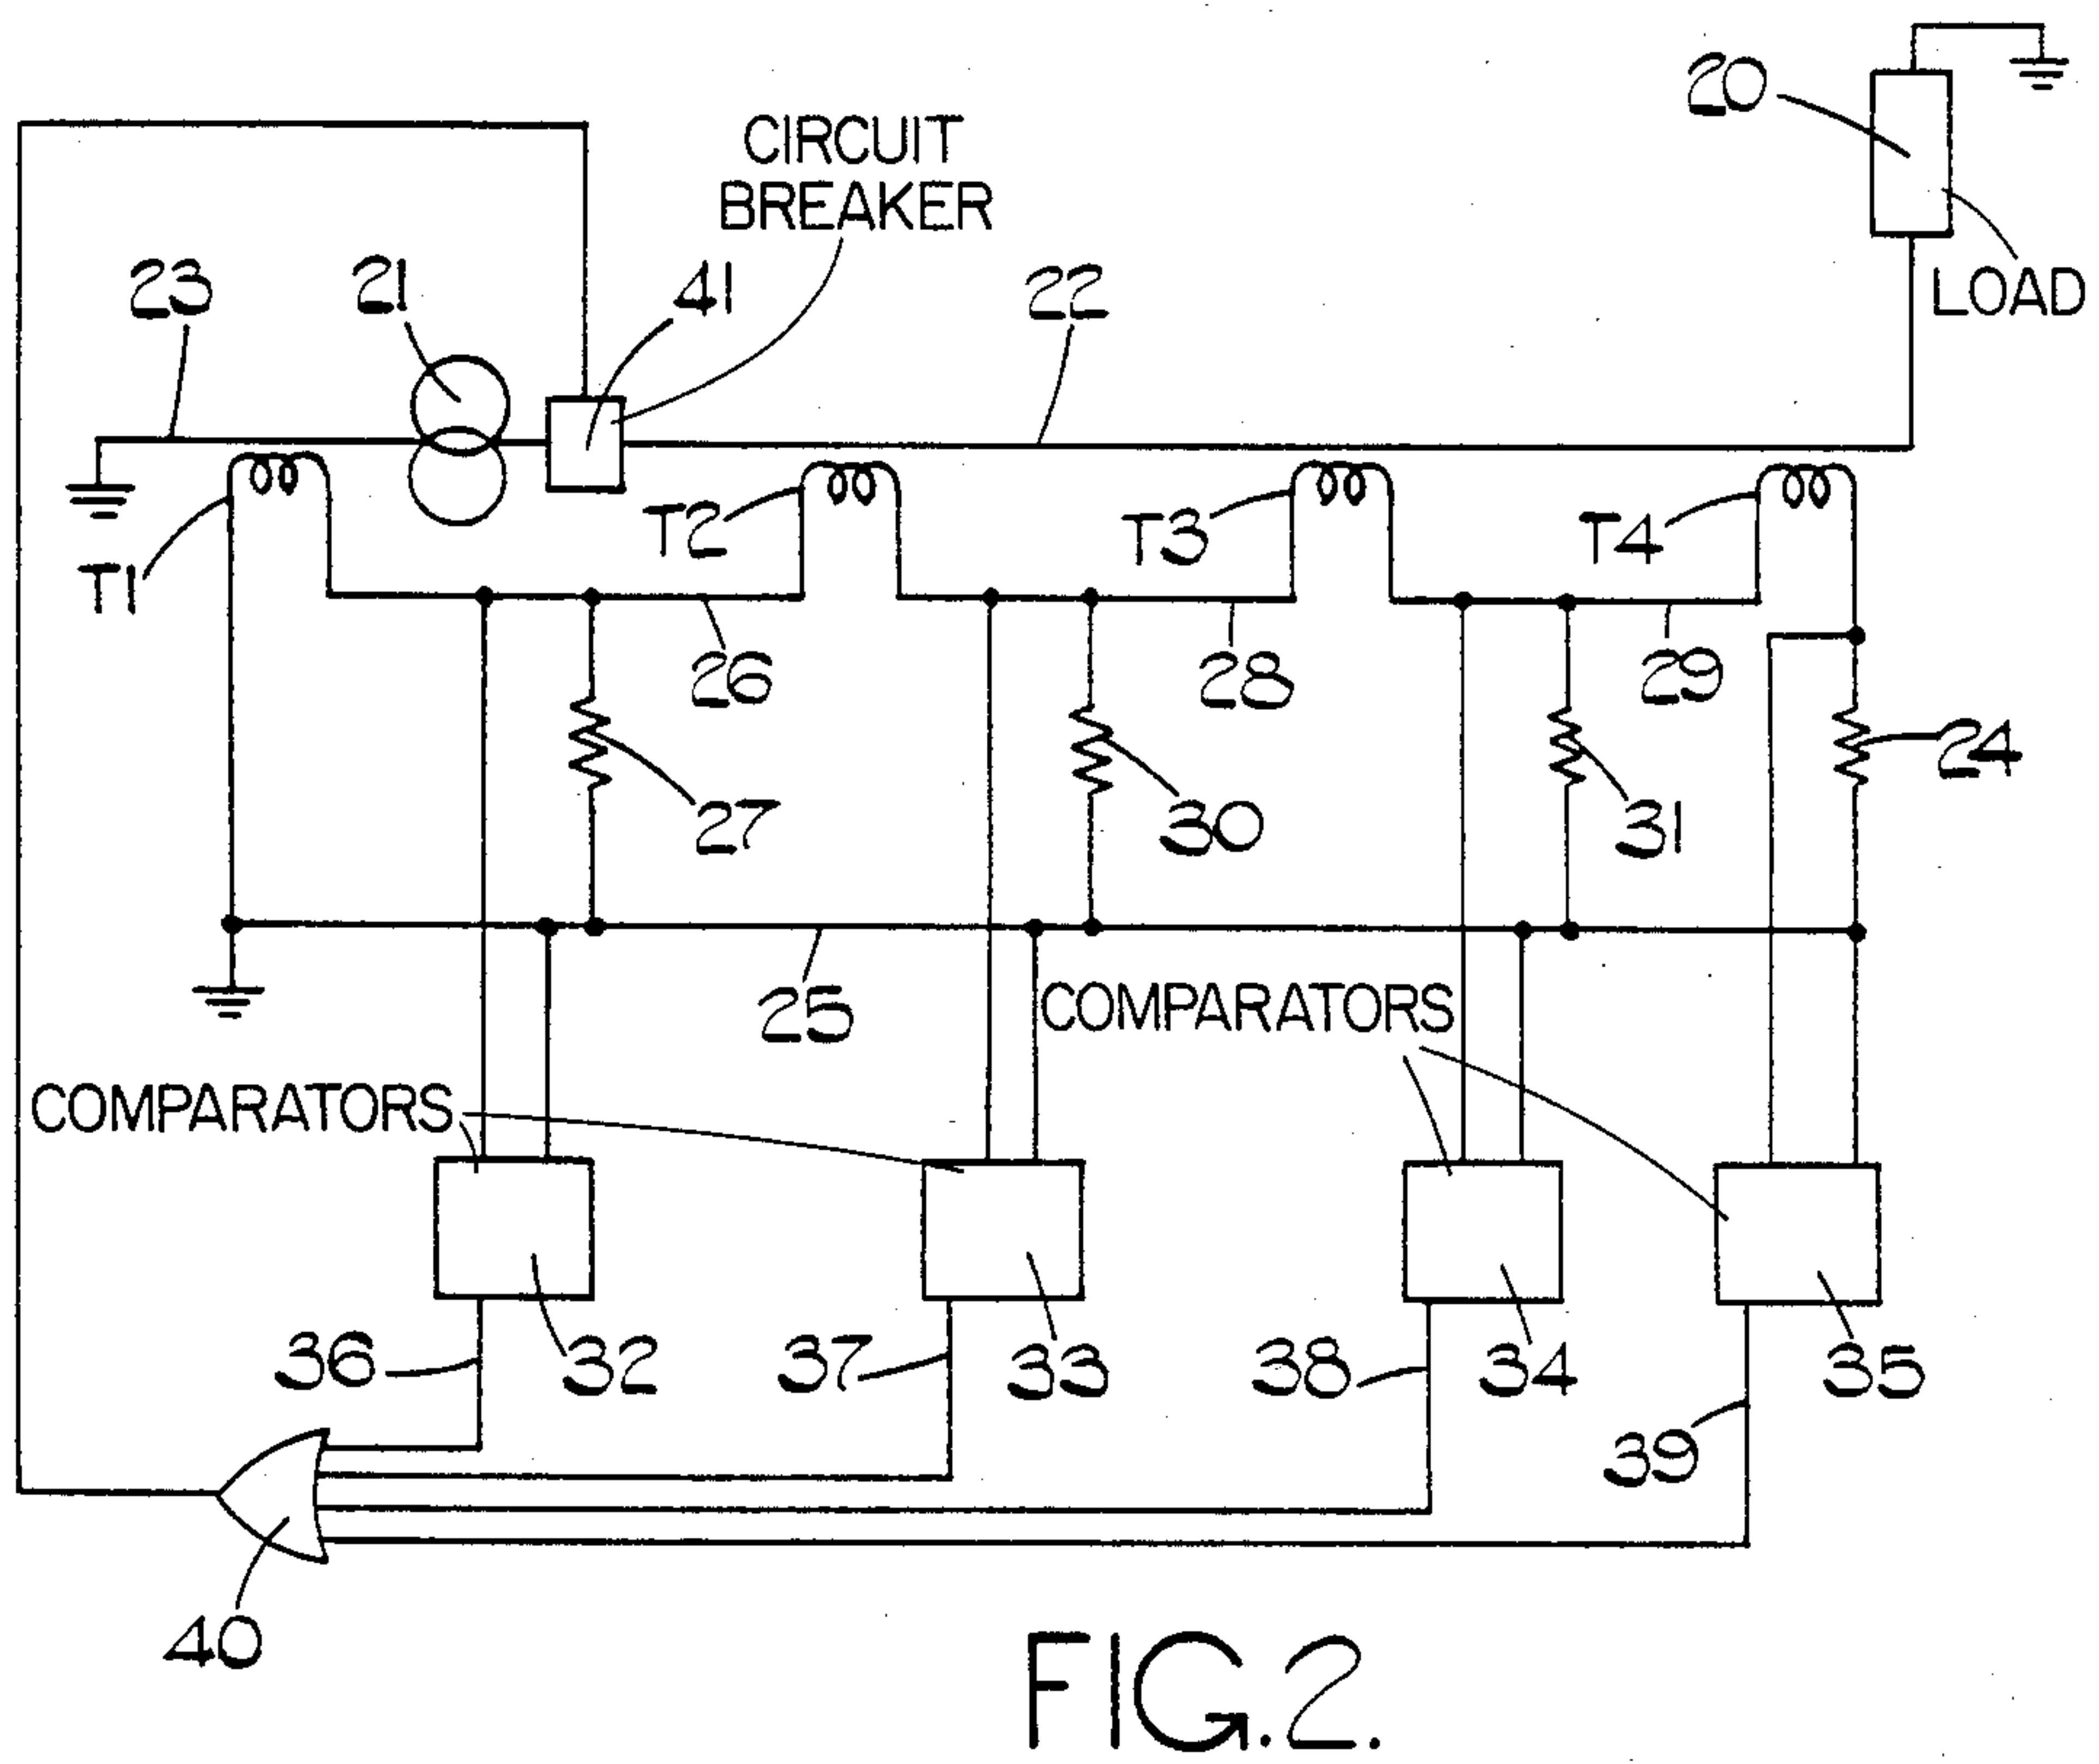 20
CIRCUIT
BREAKER
23
21
41
22
LOAD
T1
T2
T3
T4
26
28
29
27
30
31
24
25
COMPARATORS
COMPARATORS
36
32
37
33
38
34
35
39
40
FIG.2.